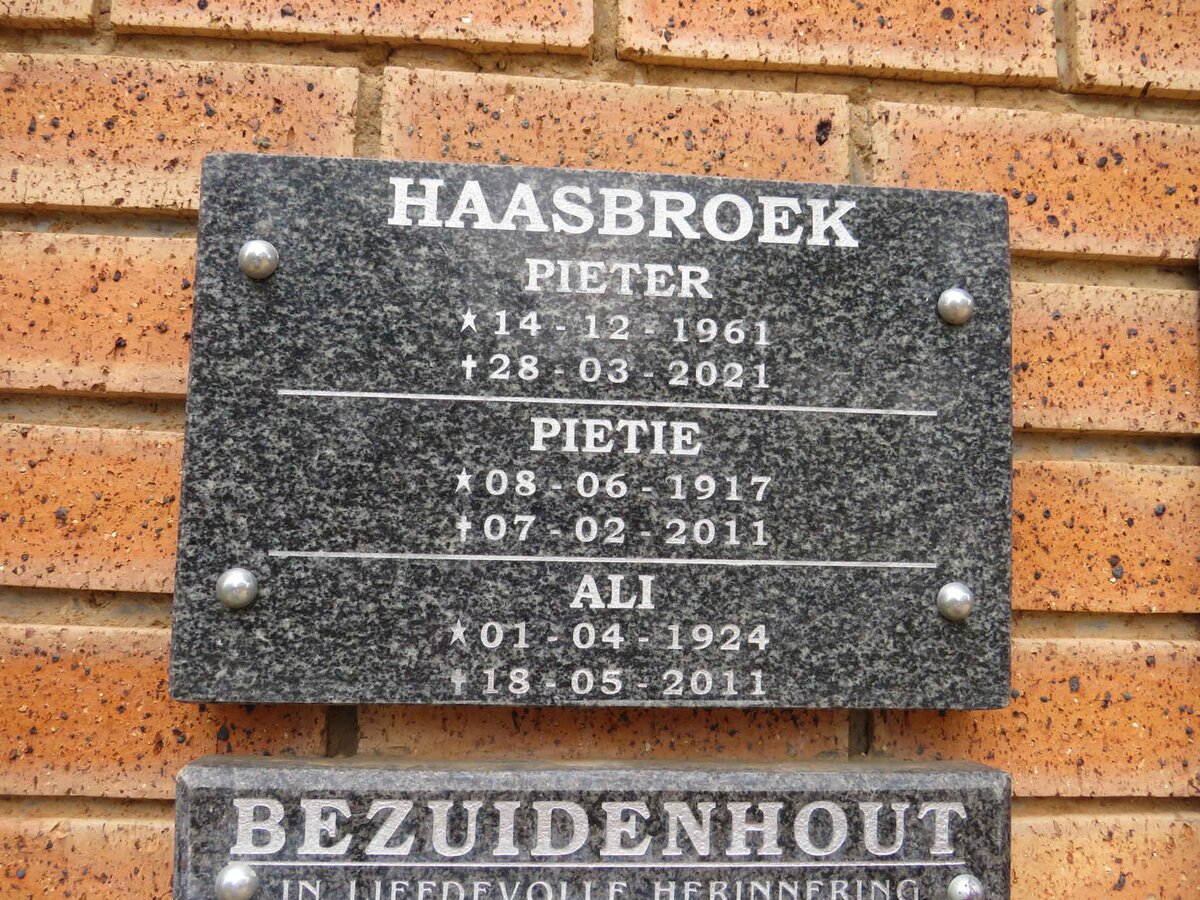 HAASBROEK
PIETER
★ 14 - 12 - 1961
✝ 28 - 03 - 2021
PIETIE
★ 08 - 06 - 1917
✝ 07 - 02 - 2011
ALI
★ 01 - 04 - 1924
✝ 18 - 05 - 2011
BEZUIDENHOUT
IN LIEFDEVOLLE HERINNERING